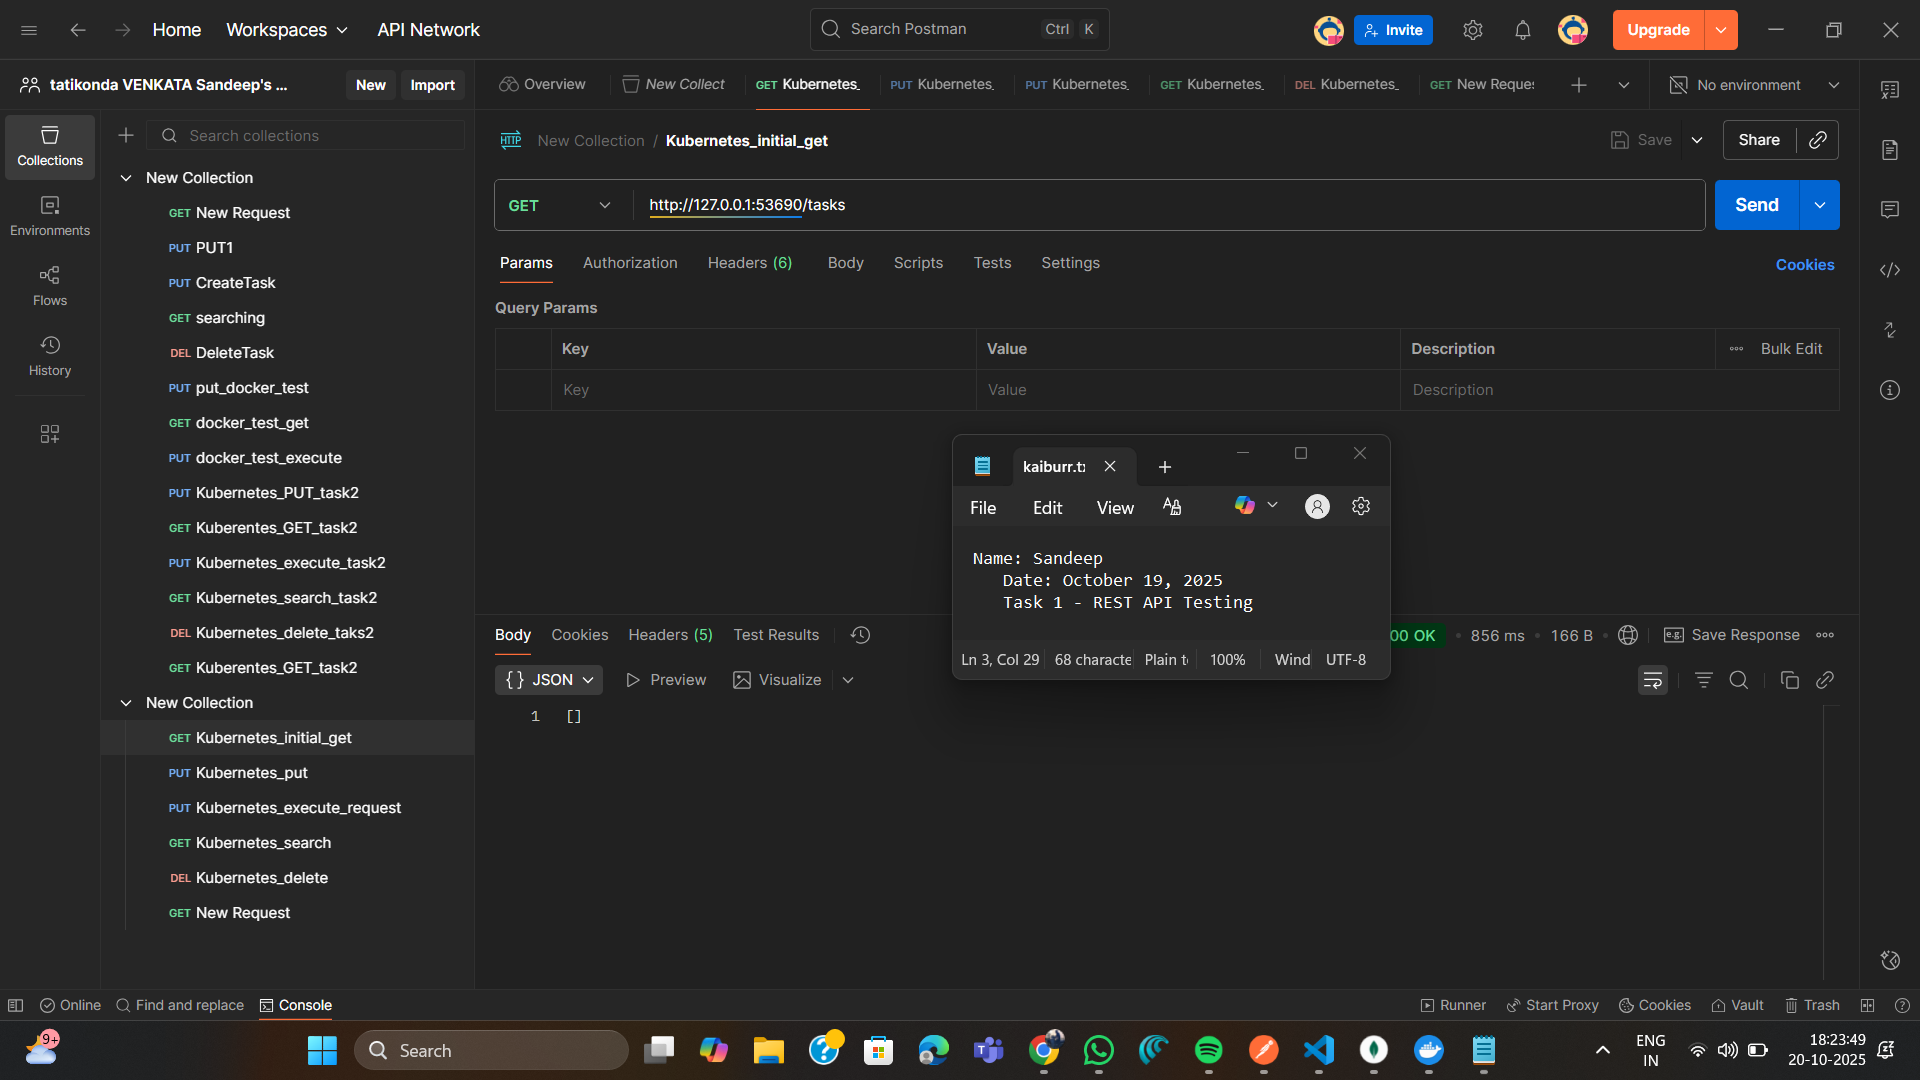 Home
Workspaces
API Network
Search Postman
Ctrl K
Invite
Upgrade
tatikonda VENKATA Sandeep's ...
New
Import
Overview
New Collect
GET Kubernetes_
PUT Kubernetes_
PUT Kubernetes_
GET Kubernetes_
DEL Kubernetes_
GET New Reques
No environment
Collections
Environments
Flows
History
Search collections
New Collection
GET New Request
PUT PUT1
PUT CreateTask
GET searching
DEL DeleteTask
PUT put_docker_test
GET docker_test_get
PUT docker_test_execute
PUT Kubernetes_PUT_task2
GET Kuberentes_GET_task2
PUT Kubernetes_execute_task2
GET Kubernetes_search_task2
DEL Kubernetes_delete_taks2
GET Kuberentes_GET_task2
New Collection
GET Kubernetes_initial_get
PUT Kubernetes_put
PUT Kubernetes_execute_request
GET Kubernetes_search
DEL Kubernetes_delete
GET New Request
HTTP New Collection / Kubernetes_initial_get
Save
Share
GET
http://127.0.0.1:53690/tasks
Send
Params
Authorization
Headers (6)
Body
Scripts
Tests
Settings
Cookies
Query Params
Key
Value
Description
Bulk Edit
Key
Value
Description
kaiburr.t
File
Edit
View
Name: Sandeep
Date: October 19, 2025
Task 1 - REST API Testing
Ln 3, Col 29
68 characte
Plain t
100%
Wind
UTF-8
Body
Cookies
Headers (5)
Test Results
00 OK
856 ms
166 B
e.g. Save Response
{} JSON
Preview
Visualize
1 []
Online
Find and replace
Console
Runner
Start Proxy
Cookies
Vault
Trash
9+
Search
ENG
IN
18:23:49
20-10-2025